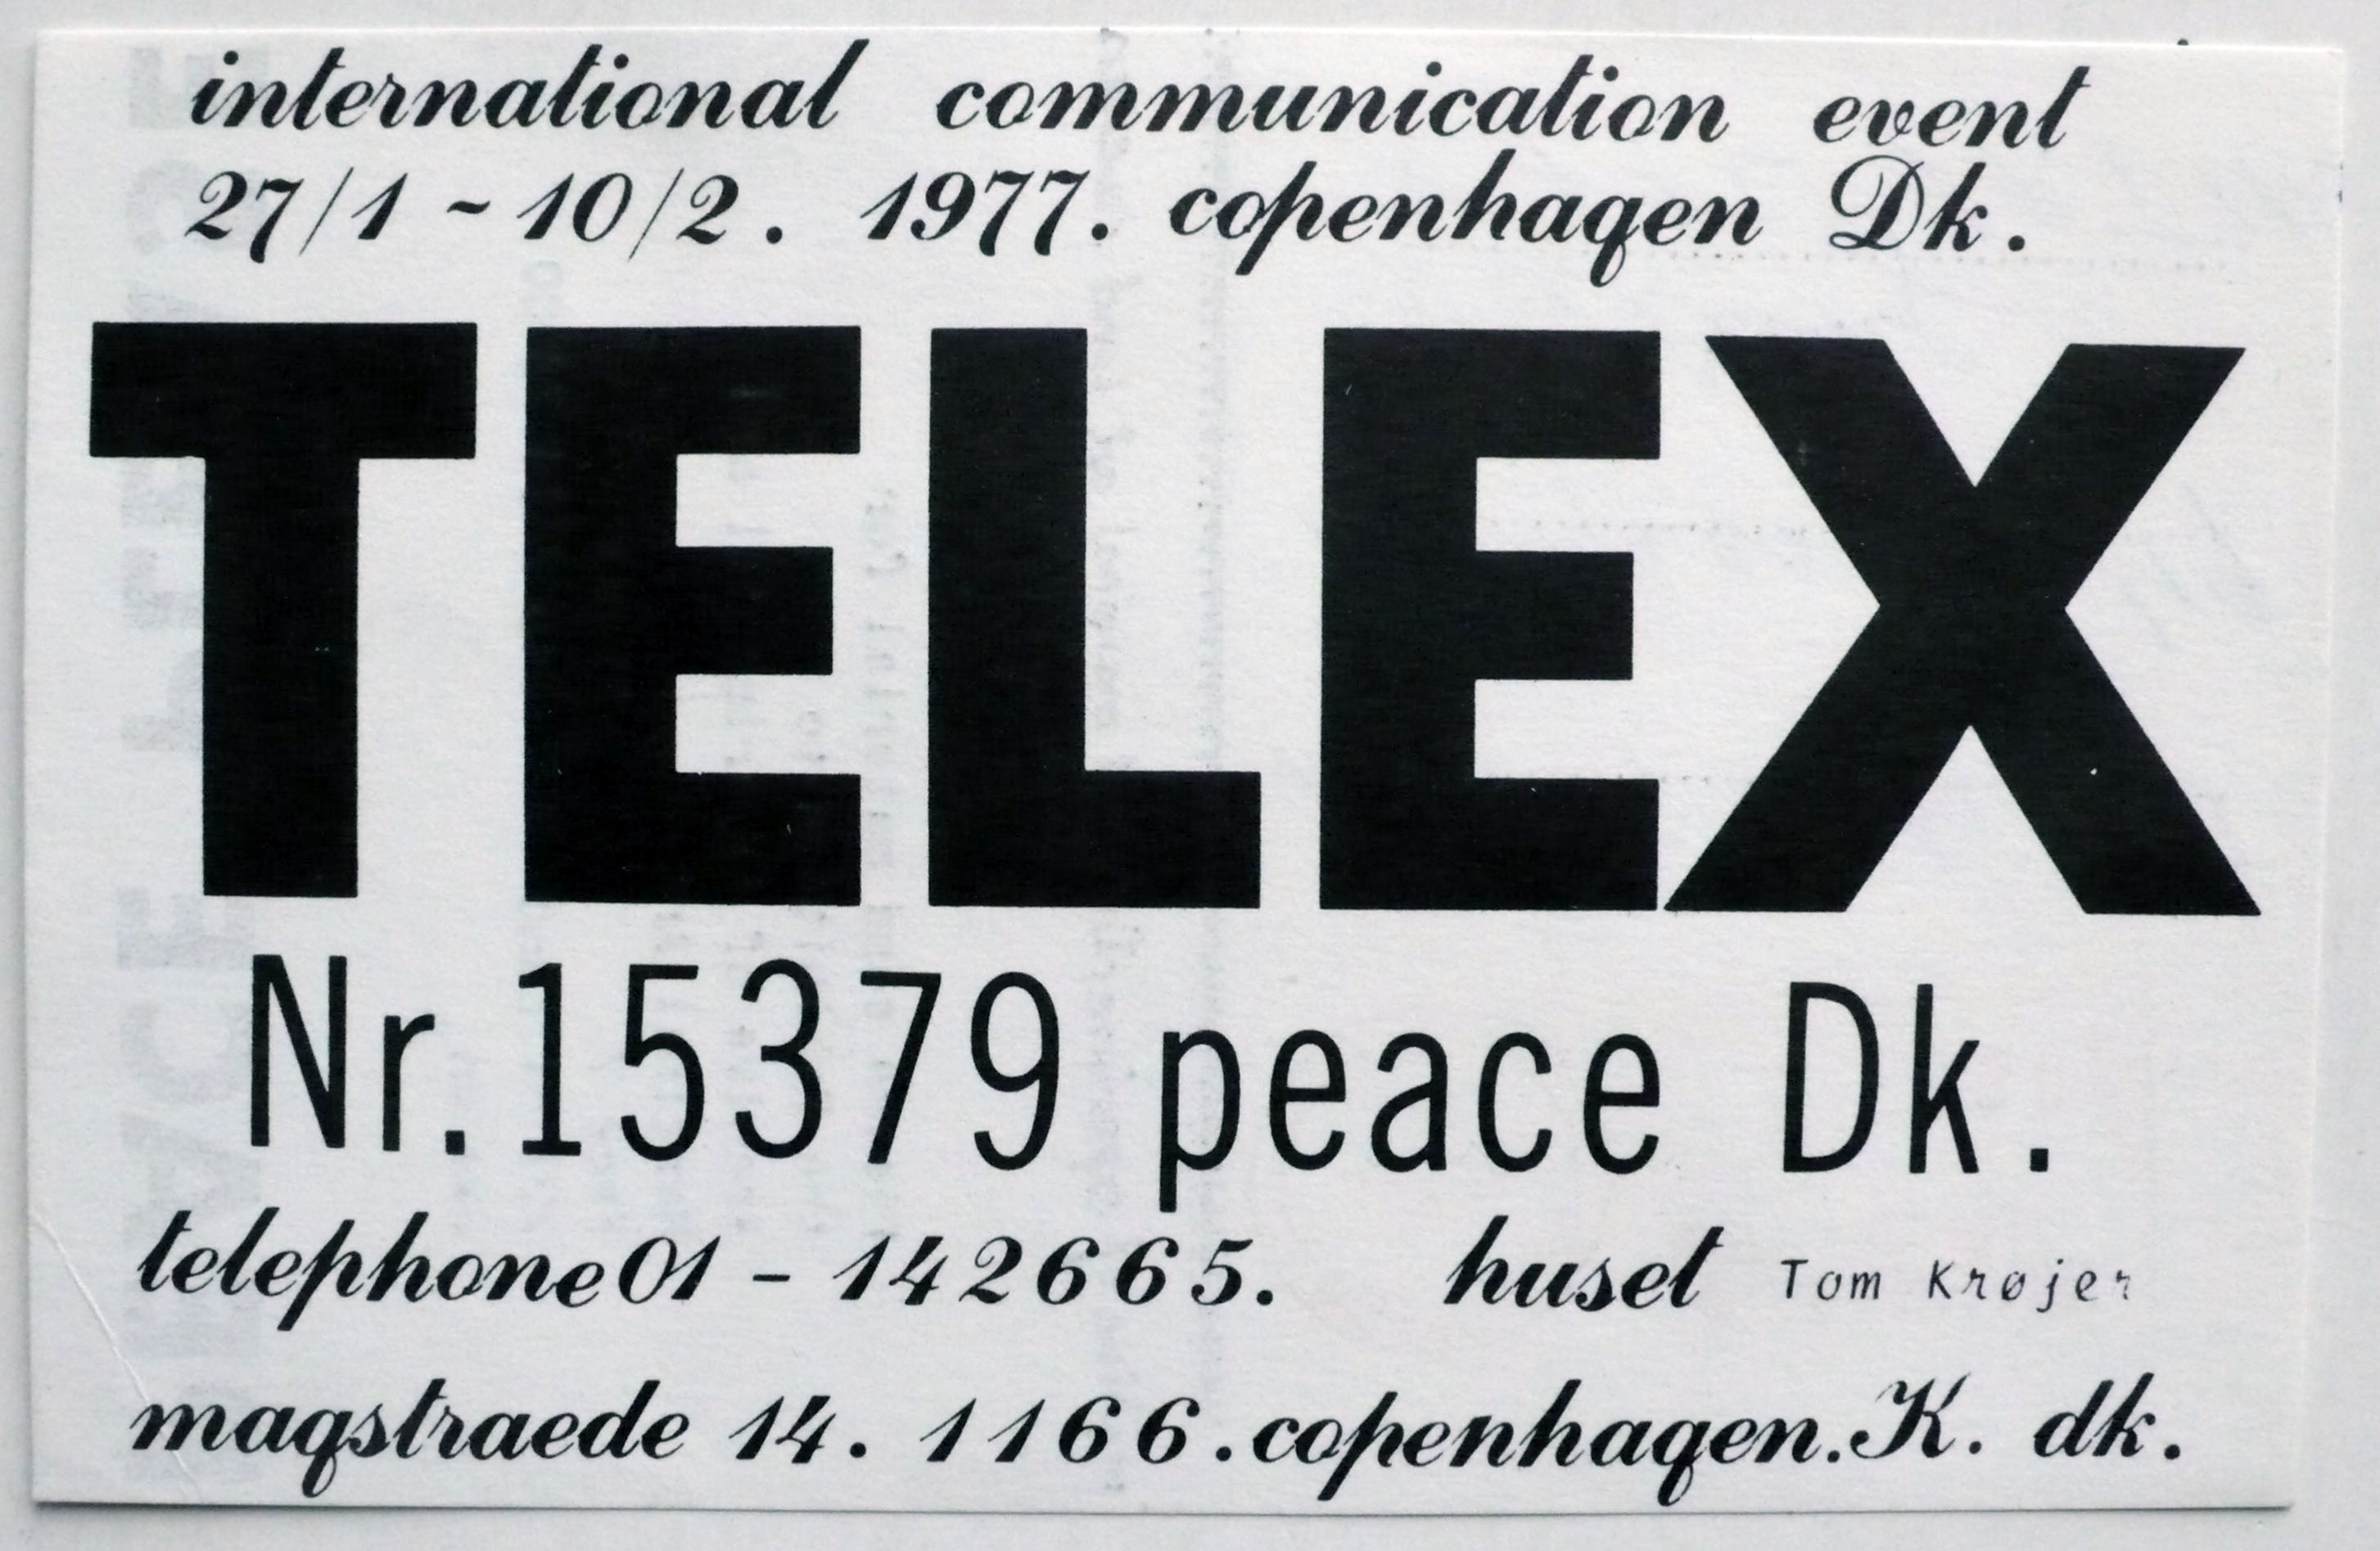 international communication event
27/1 - 10/2. 1977. copenhagen Dk.
TELEX
Nr.15379 peace Dk.
telephone 01 - 142665. huset Tom Krøjer
magstraede 14. 1166. copenhagen. K. dk.